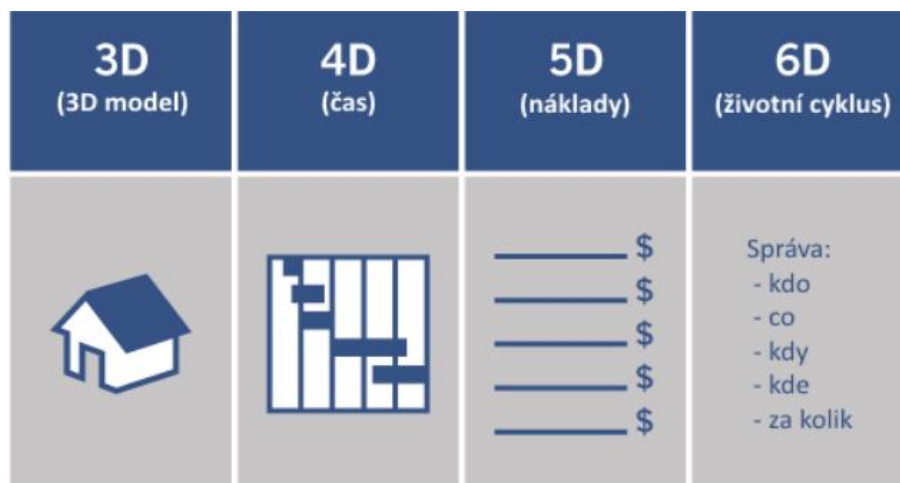 3D
(3D model)
4D
(čas)
5D
(náklady)
6D
(životní cyklus)
$
$
$
$
$
Správa:
- kdo
- co
- kdy
- kde
- za kolik